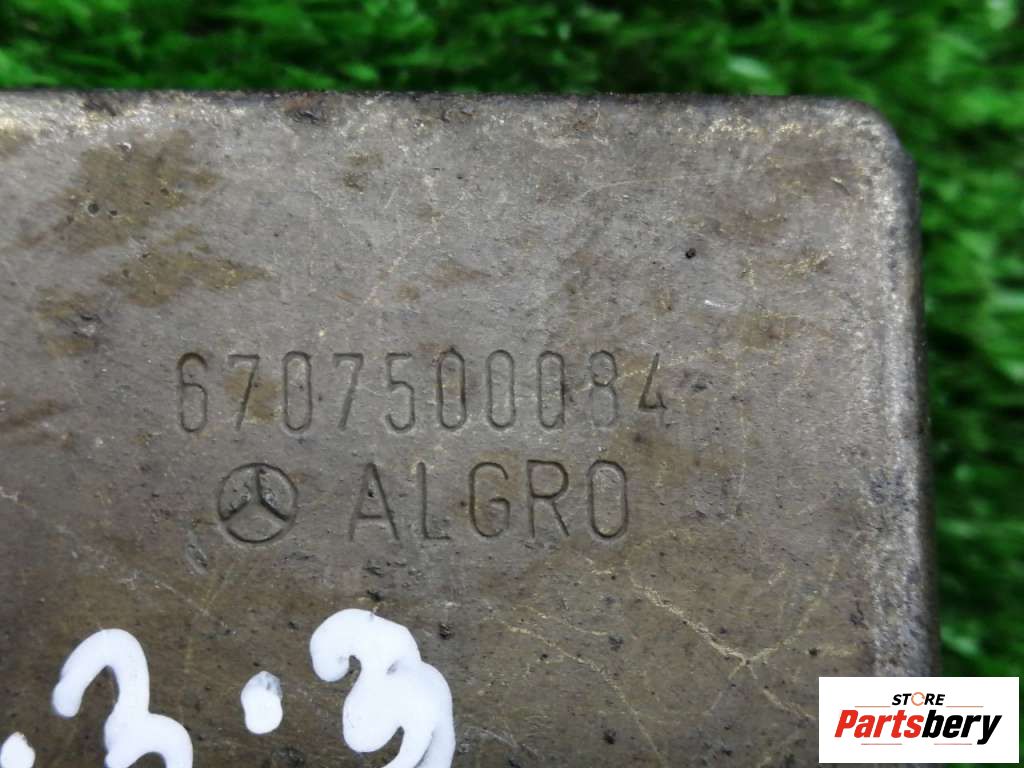 6707500084
ALGRO
.3.3
STORE
Partsbery